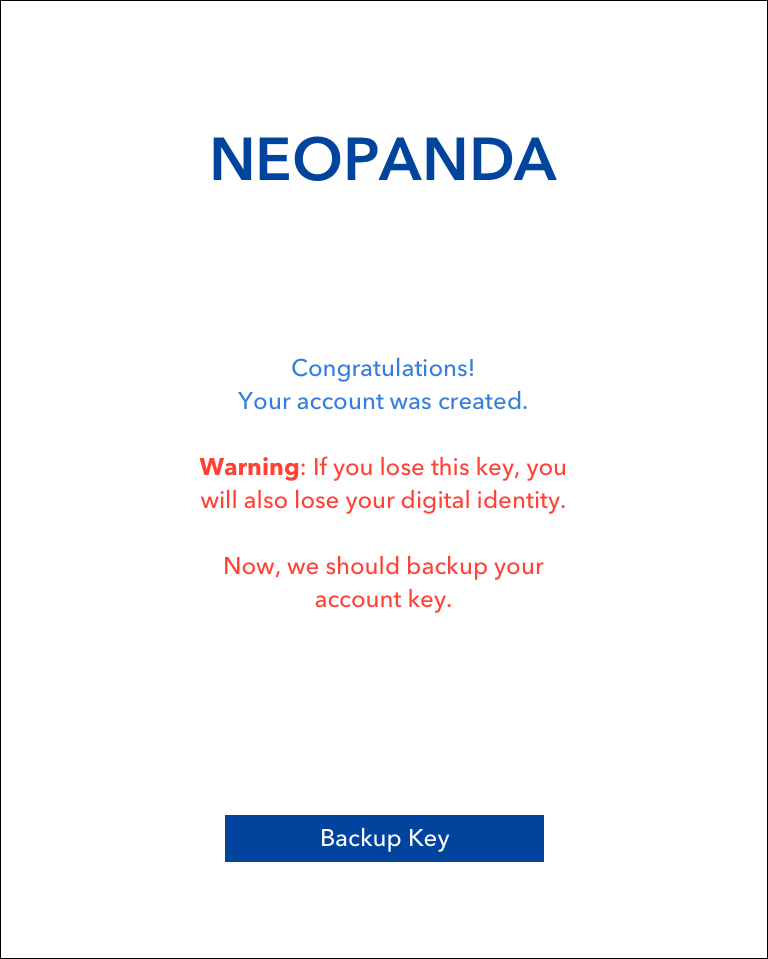 NEOPANDA
Congratulations!
Your account was created.
Warning: If you lose this key, you
will also lose your digital identity.
Now, we should backup your
account key.
Backup Key